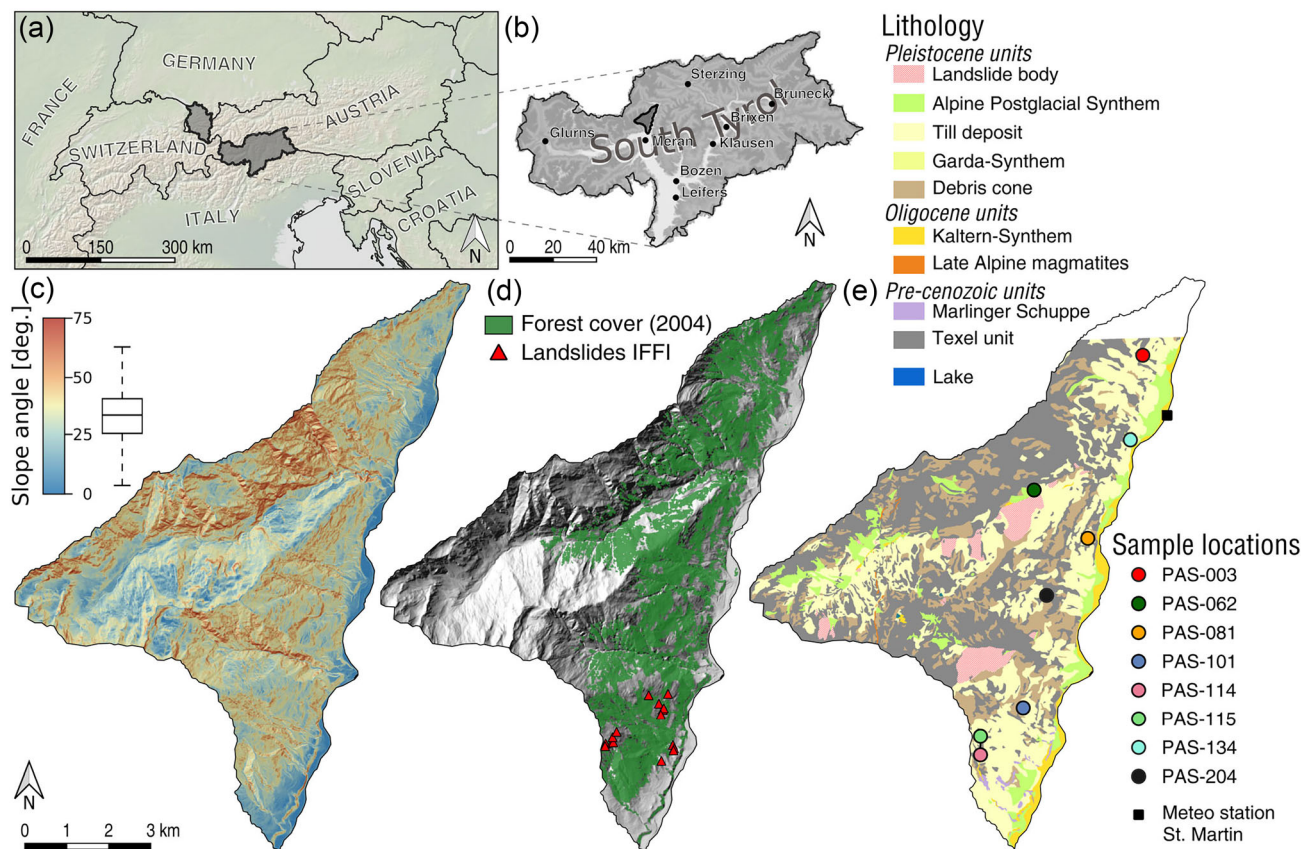 (a)
GERMANY
FRANCE
AUSTRIA
SWITZERLAND
SLOVENIA
ITALY
CROATIA
0 150 300 km
N
(b)
Sterzing
Bruneck
South Tyrol
Brixen
Glurns
Meran
Klausen
Bozen
Leifers
N
0 20 40 km
Lithology
Pleistocene units
Landslide body
Alpine Postglacial Synthem
Till deposit
Garda-Synthem
Debris cone
Oligocene units
Kaltern-Synthem
Late Alpine magmatites
Pre-cenozoic units
Marlinger Schuppe
Texel unit
Lake
(c)
Slope angle [deg.]
75
50
25
0
N
0 1 2 3 km
(d)
Forest cover (2004)
Landslides IFFI
(e)
Sample locations
PAS-003
PAS-062
PAS-081
PAS-101
PAS-114
PAS-115
PAS-134
PAS-204
Meteo station
St. Martin